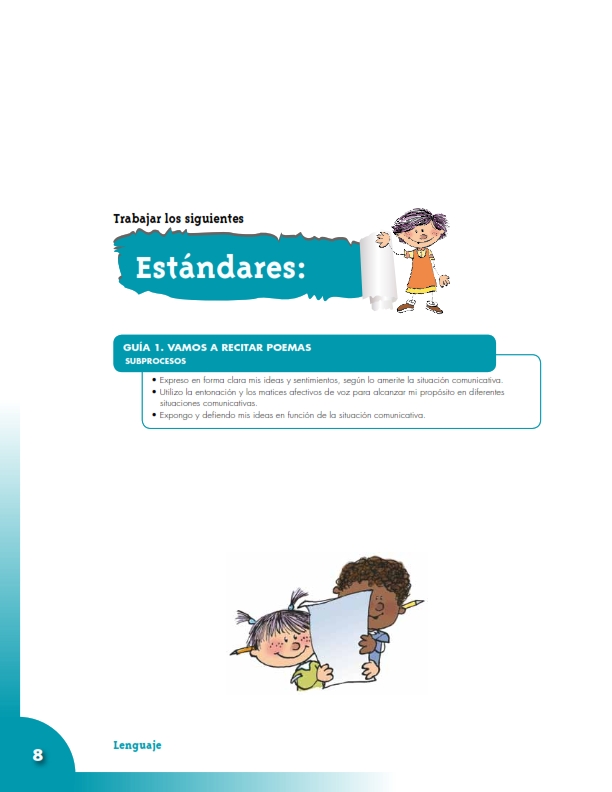 Trabajar los siguientes
Estándares:
GUÍA 1. VAMOS A RECITAR POEMAS
SUBPROCESOS
• Expreso en forma clara mis ideas y sentimientos, según lo amerite la situación comunicativa.
• Utilizo la entonación y los matices afectivos de voz para alcanzar mi propósito en diferentes
situaciones comunicativas.
• Expongo y defiendo mis ideas en función de la situación comunicativa.
Lenguaje
8